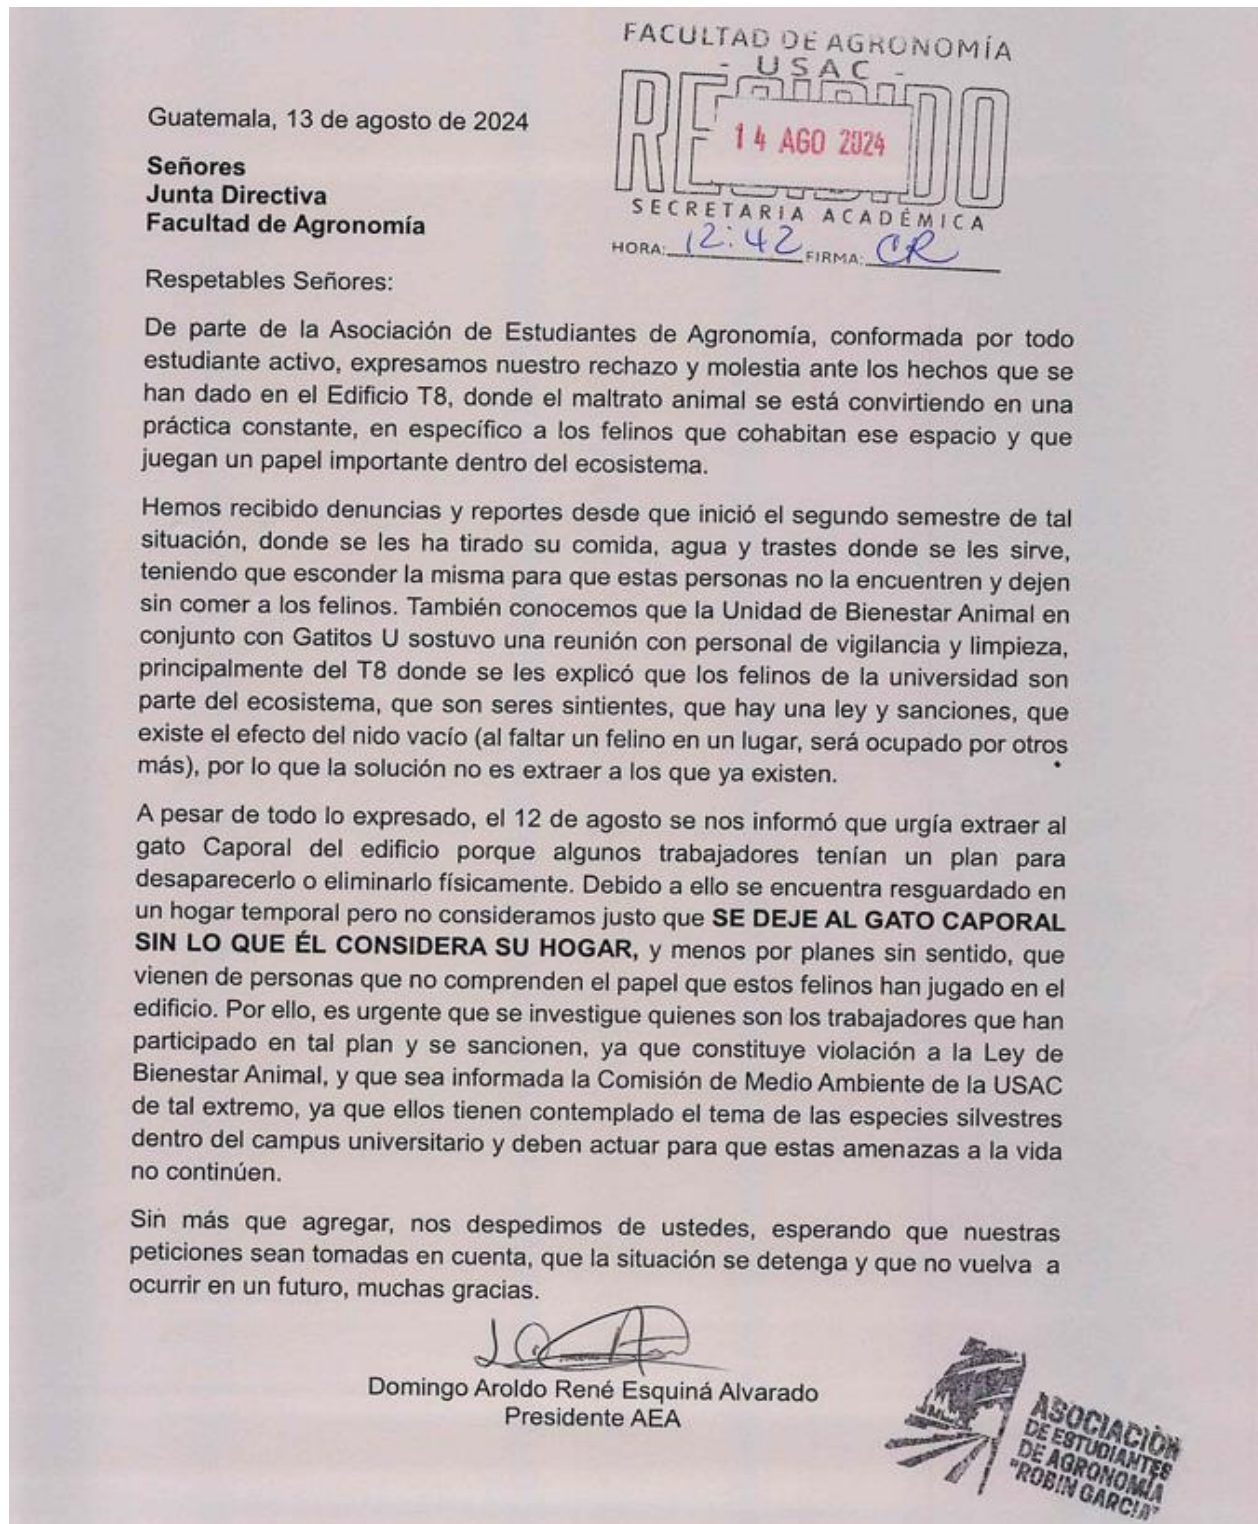 FACULTAD DE AGRONOMÍA
- USAC -
RECIBIDO
14 AGO 2024
SECRETARIA ACADÉMICA
HORA: 12:42 FIRMA: CR
Guatemala, 13 de agosto de 2024
Señores
Junta Directiva
Facultad de Agronomía
Respetables Señores:
De parte de la Asociación de Estudiantes de Agronomía, conformada por todo
estudiante activo, expresamos nuestro rechazo y molestia ante los hechos que se
han dado en el Edificio T8, donde el maltrato animal se está convirtiendo en una
práctica constante, en específico a los felinos que cohabitan ese espacio y que
juegan un papel importante dentro del ecosistema.
Hemos recibido denuncias y reportes desde que inició el segundo semestre de tal
situación, donde se les ha tirado su comida, agua y trastes donde se les sirve,
teniendo que esconder la misma para que estas personas no la encuentren y dejen
sin comer a los felinos. También conocemos que la Unidad de Bienestar Animal en
conjunto con Gatitos U sostuvo una reunión con personal de vigilancia y limpieza,
principalmente del T8 donde se les explicó que los felinos de la universidad son
parte del ecosistema, que son seres sintientes, que hay una ley y sanciones, que
existe el efecto del nido vacío (al faltar un felino en un lugar, será ocupado por otros
más), por lo que la solución no es extraer a los que ya existen.
A pesar de todo lo expresado, el 12 de agosto se nos informó que urgía extraer al
gato Caporal del edificio porque algunos trabajadores tenían un plan para
desaparecerlo o eliminarlo físicamente. Debido a ello se encuentra resguardado en
un hogar temporal pero no consideramos justo que SE DEJE AL GATO CAPORAL
SIN LO QUE ÉL CONSIDERA SU HOGAR, y menos por planes sin sentido, que
vienen de personas que no comprenden el papel que estos felinos han jugado en el
edificio. Por ello, es urgente que se investigue quienes son los trabajadores que han
participado en tal plan y se sancionen, ya que constituye violación a la Ley de
Bienestar Animal, y que sea informada la Comisión de Medio Ambiente de la USAC
de tal extremo, ya que ellos tienen contemplado el tema de las especies silvestres
dentro del campus universitario y deben actuar para que estas amenazas a la vida
no continúen.
Sin más que agregar, nos despedimos de ustedes, esperando que nuestras
peticiones sean tomadas en cuenta, que la situación se detenga y que no vuelva a
ocurrir en un futuro, muchas gracias.
Domingo Aroldo René Esquiná Alvarado
Presidente AEA
ASOCIACIÓN
DE ESTUDIANTES
DE AGRONOMÍA
"ROBIN GARCIA"